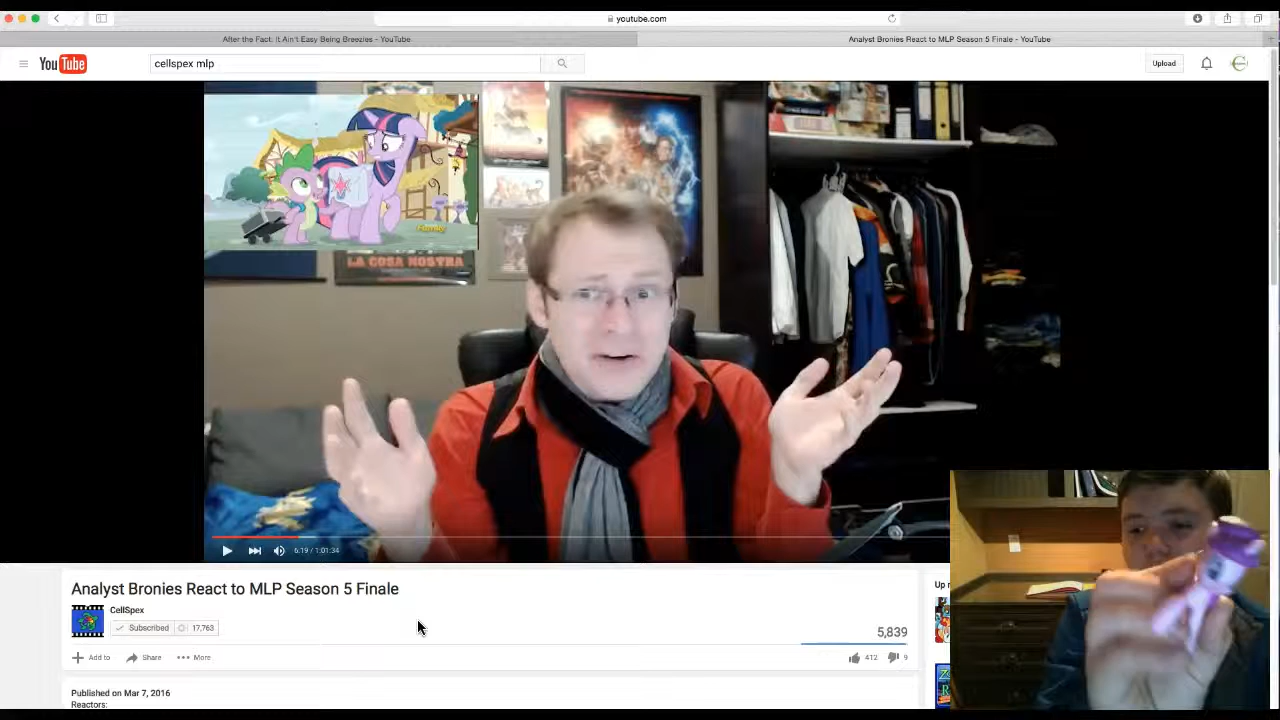 youtube.com
After the Fact: It Ain't Easy Being Breezies - YouTube
Analyst Bronies React to MLP Season 5 Finale - YouTube
YouTube
cellspex mlp
Upload
Family
LA COSA NOSTRA
6:19 / 1:01:34
Analyst Bronies React to MLP Season 5 Finale
CellSpex
Subscribed 17,763
5,839
Add to Share More
412 9
Published on Mar 7, 2016
Reactors: